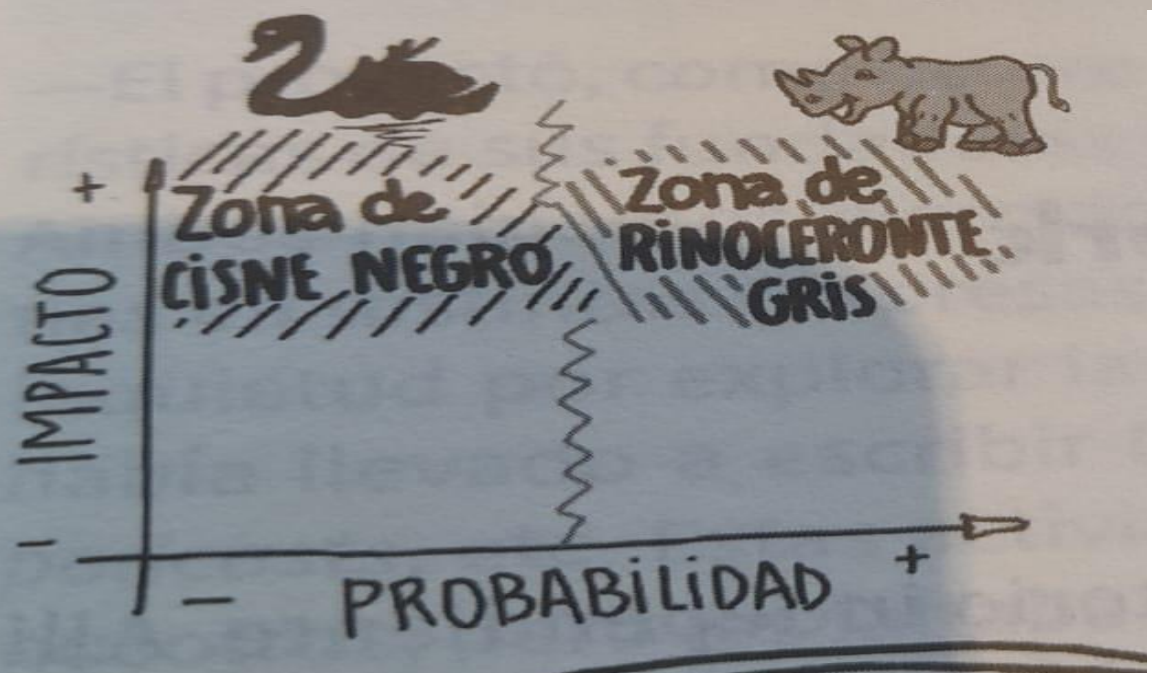 Zona de
CiSNE NEGRO
Zona de
RiNOCERONTE
GRiS
+
IMPACTO
-
- PROBABiLiDAD +